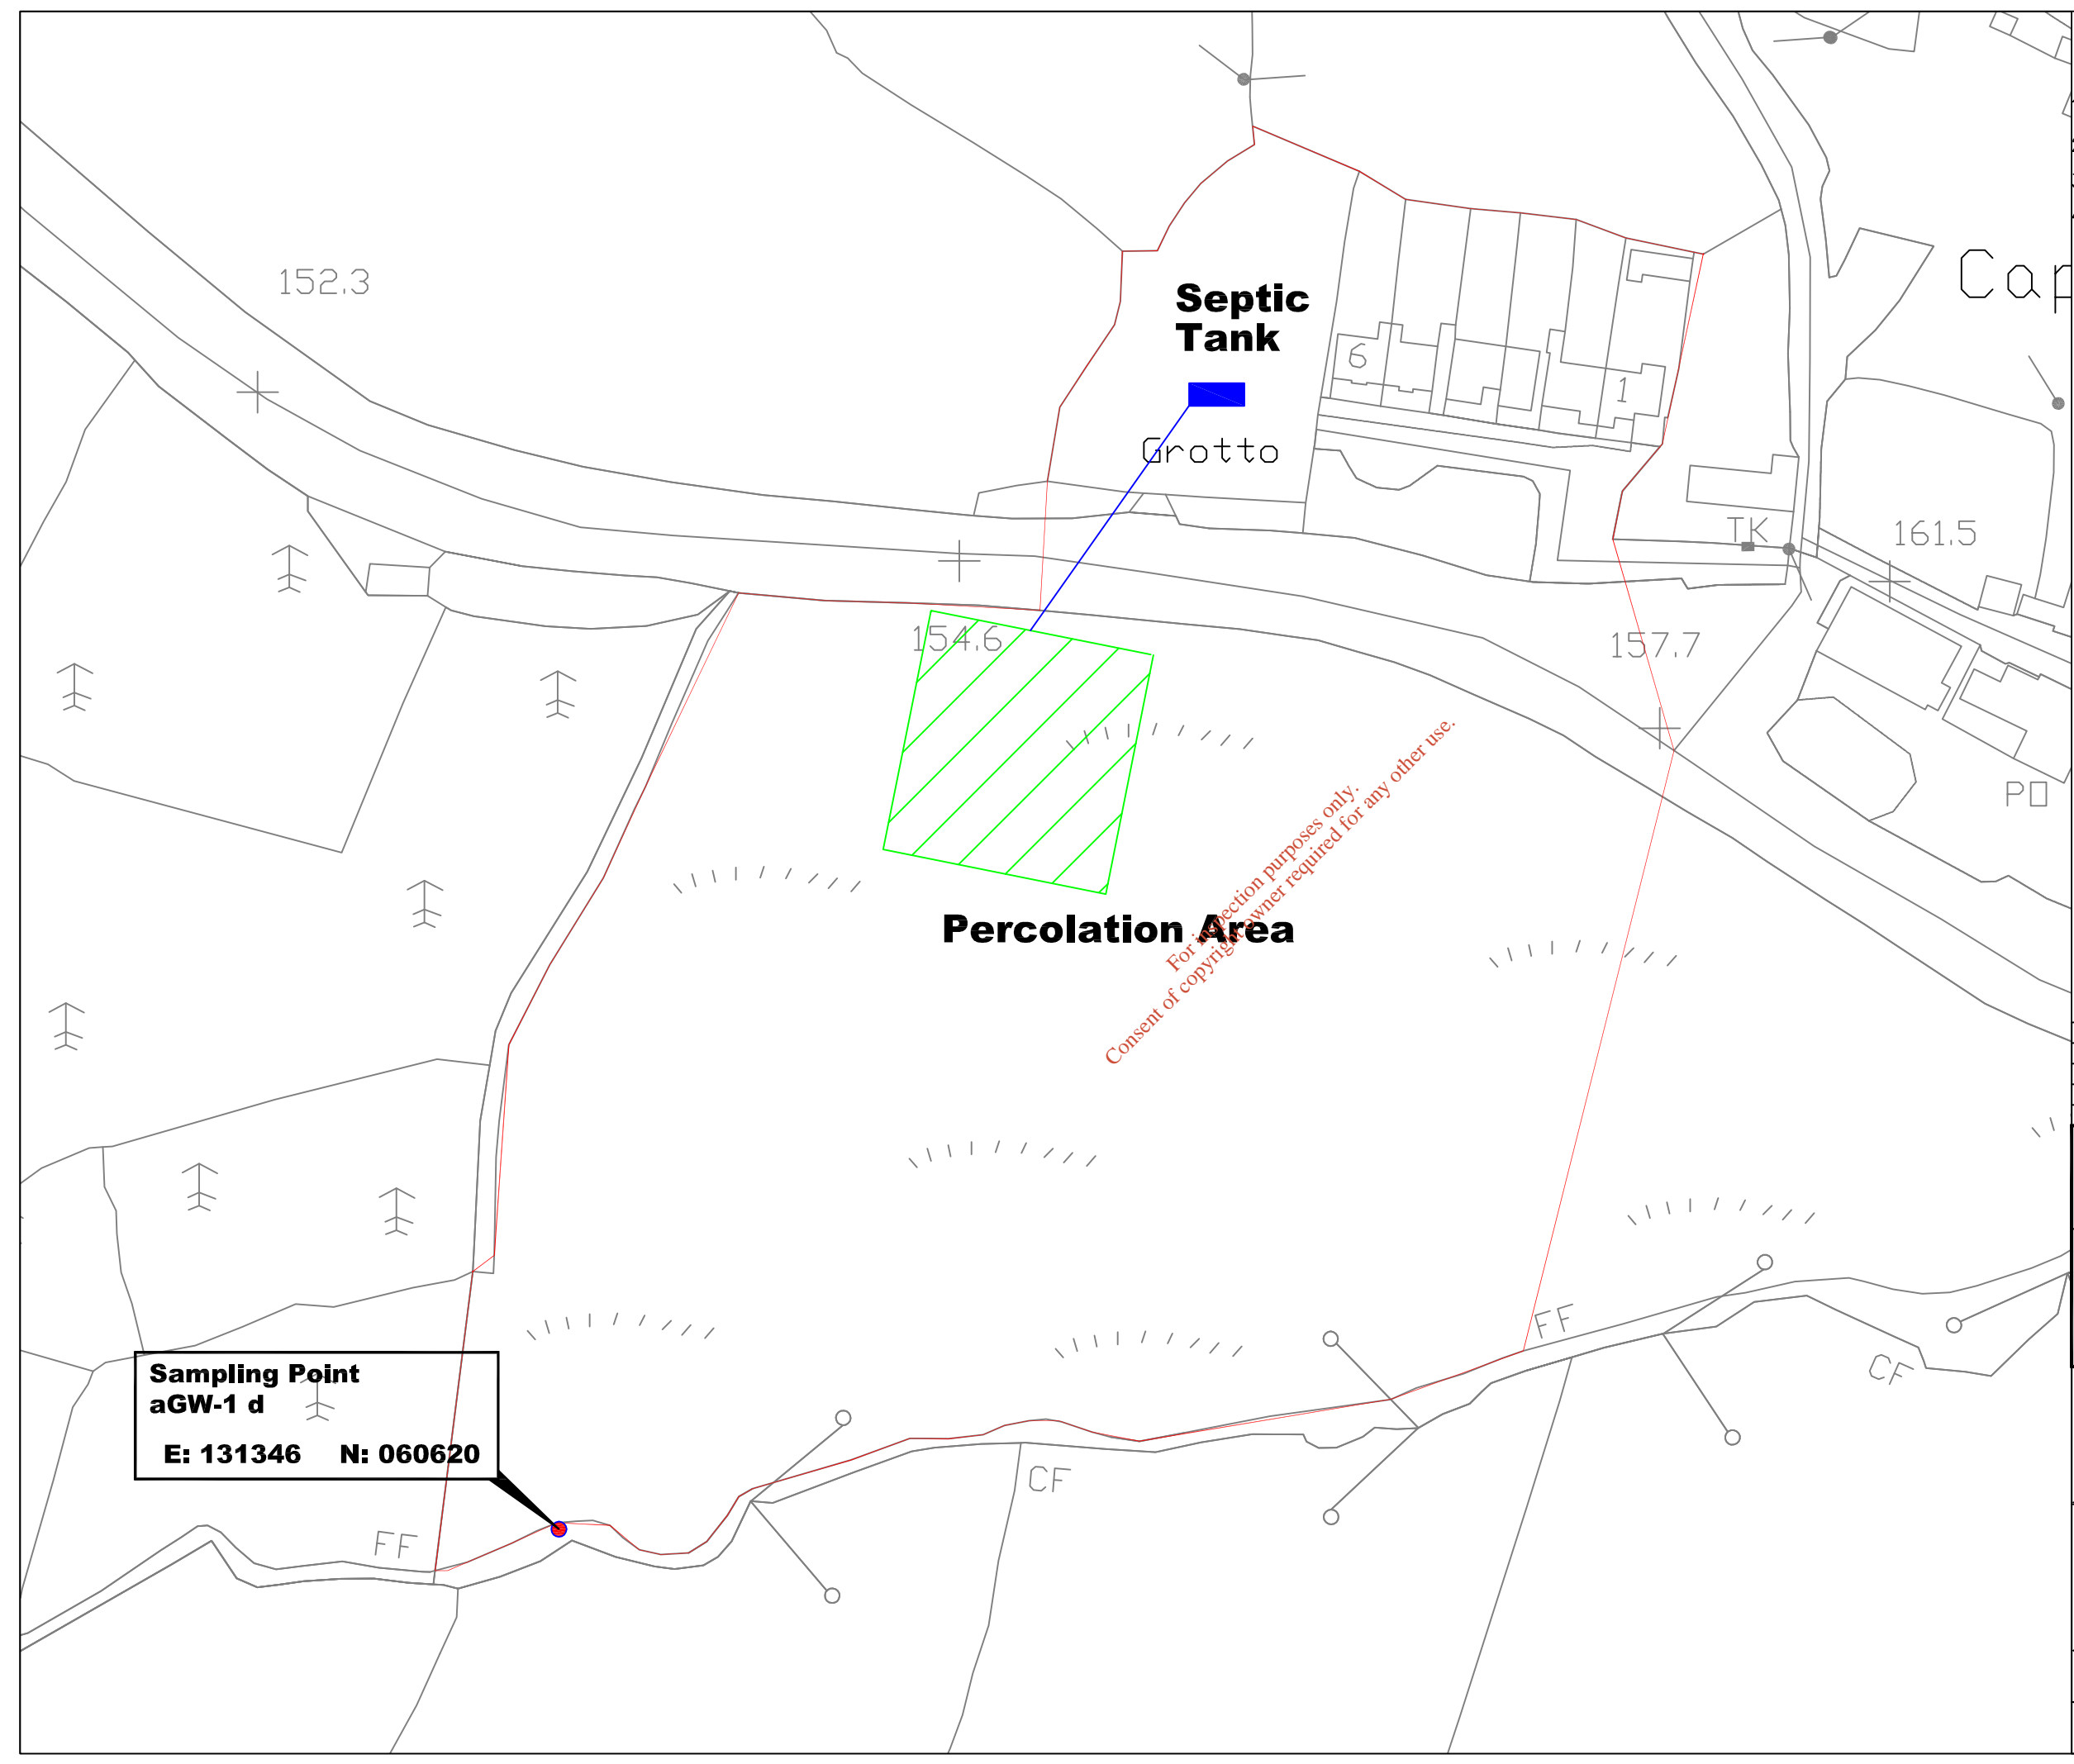 Cap
152.3
Septic
Tank
6
1
Grotto
TK
161.5
154.6
157.7
PO
For inspection purposes only.
Consent of copyright owner required for any other use.
Percolation Area
FF
CF
Sampling Point
aGW-1 d
E: 131346 N: 060620
CF
FF